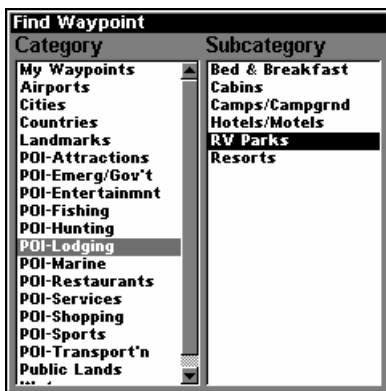 Find Waypoint
Category
My Waypoints
Airports
Cities
Countries
Landmarks
POI-Attractions
POI-Emerg/Gov't
POI-Entertainmnt
POI-Fishing
POI-Hunting
POI-Lodging
POI-Marine
POI-Restaurants
POI-Services
POI-Shopping
POI-Sports
POI-Transport'n
Public Lands
Subcategory
Bed & Breakfast
Cabins
Camps/Campgrnd
Hotels/Motels
RV Parks
Resorts